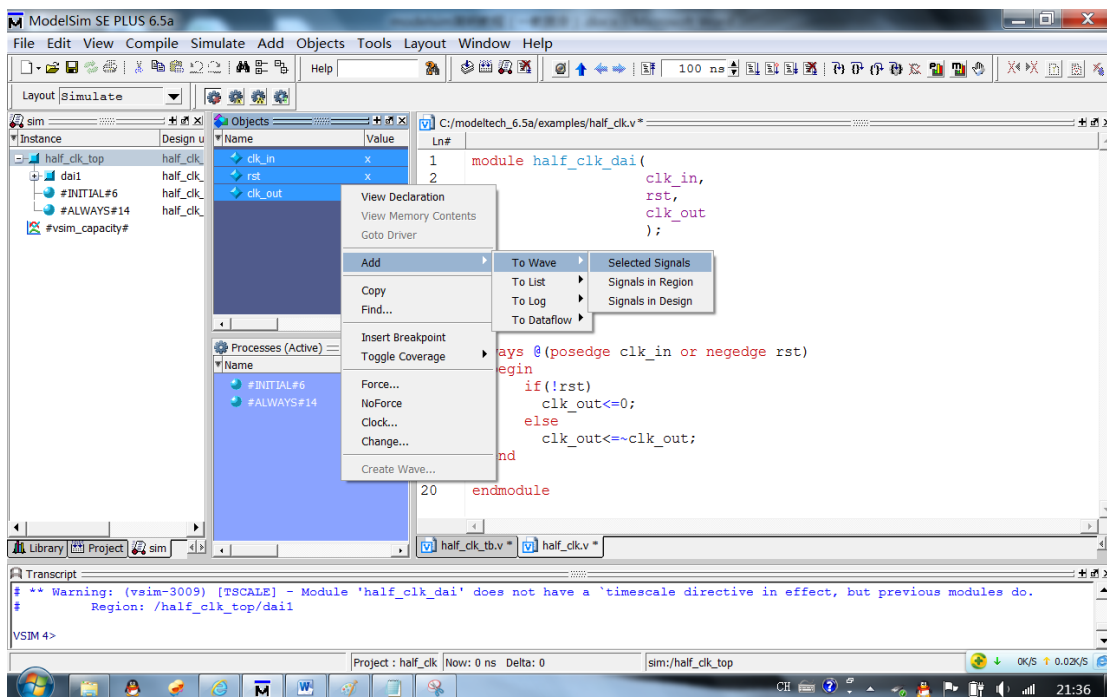 ModelSim SE PLUS 6.5a
File Edit View Compile Simulate Add Objects Tools Layout Window Help
Help
100 ns
Layout Simulate
sim
Instance Design u
half_clk_top half_clk_
dai1 half_clk_
#INITIAL#6 half_clk_
#ALWAYS#14 half_clk_
#vsim_capacity#
Library Project sim
Objects
Name Value
clk_in x
rst x
clk_out
Processes (Active)
Name
#INITIAL#6
#ALWAYS#14
View Declaration
View Memory Contents
Goto Driver
Add
Copy
Find...
Insert Breakpoint
Toggle Coverage
Force...
NoForce
Clock...
Change...
Create Wave...
To Wave
To List
To Log
To Dataflow
Selected Signals
Signals in Region
Signals in Design
C:/modeltech_6.5a/examples/half_clk.v *
Ln#
1 module half_clk_dai(
2 clk_in,
rst,
clk_out
);
ays @(posedge clk_in or negedge rst)
egin
if(!rst)
clk_out<=0;
else
clk_out<=~clk_out;
nd
20 endmodule
half_clk_tb.v * half_clk.v *
Transcript
# ** Warning: (vsim-3009) [TSCALE] - Module 'half_clk_dai' does not have a `timescale directive in effect, but previous modules do.
# Region: /half_clk_top/dai1
VSIM 4>
Project : half_clk Now: 0 ns Delta: 0 sim:/half_clk_top
0K/S 0.02K/S
CH 21:36